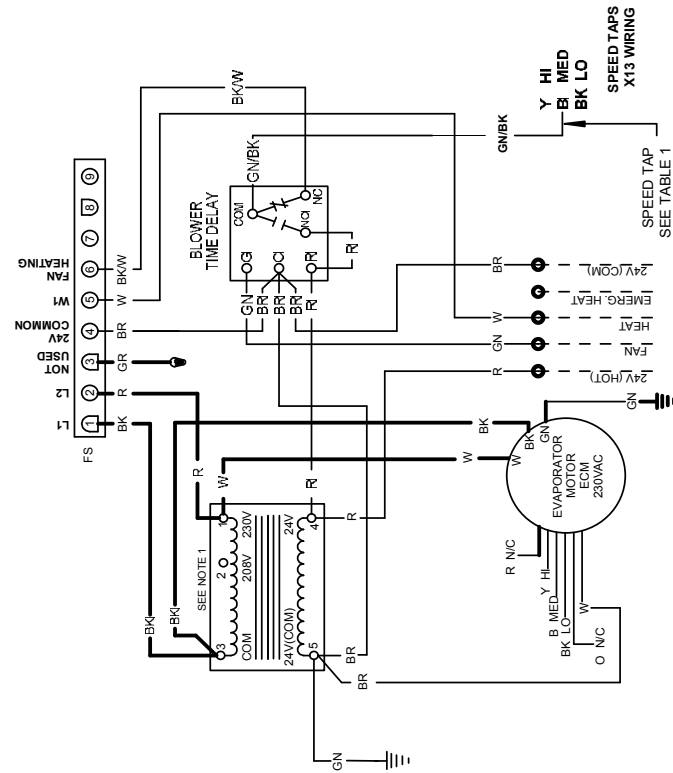 FS
L1
L2
NOT
USED
24V
COMMON
W1
FAN
HEATING
1
2
3
4
5
6
7
8
9
BK
R
GR
BR
W
BK/W
BK/W
BLOWER
TIME DELAY
COM
NC
NO
G
C
R
GN/BK
GN
BR
BR
BR
R
R
GN/BK
Y HI
B MED
BK LO
SPEED TAPS
X13 WIRING
SPEED TAP
SEE TABLE 1
BR
W
GN
R
24V (COM)
EMERG. HEAT
HEAT
FAN
24V (HOT)
R
W
R
R
BK
BK
SEE NOTE 1
1
2
3
230V
208V
COM
24V
24V(COM)
4
5
BR
BR
GN
BK
W
BK
GN
W
GN
EVAPORATOR
MOTOR
ECM
230VAC
R N/C
Y HI
B MED
BK LO
O N/C
W